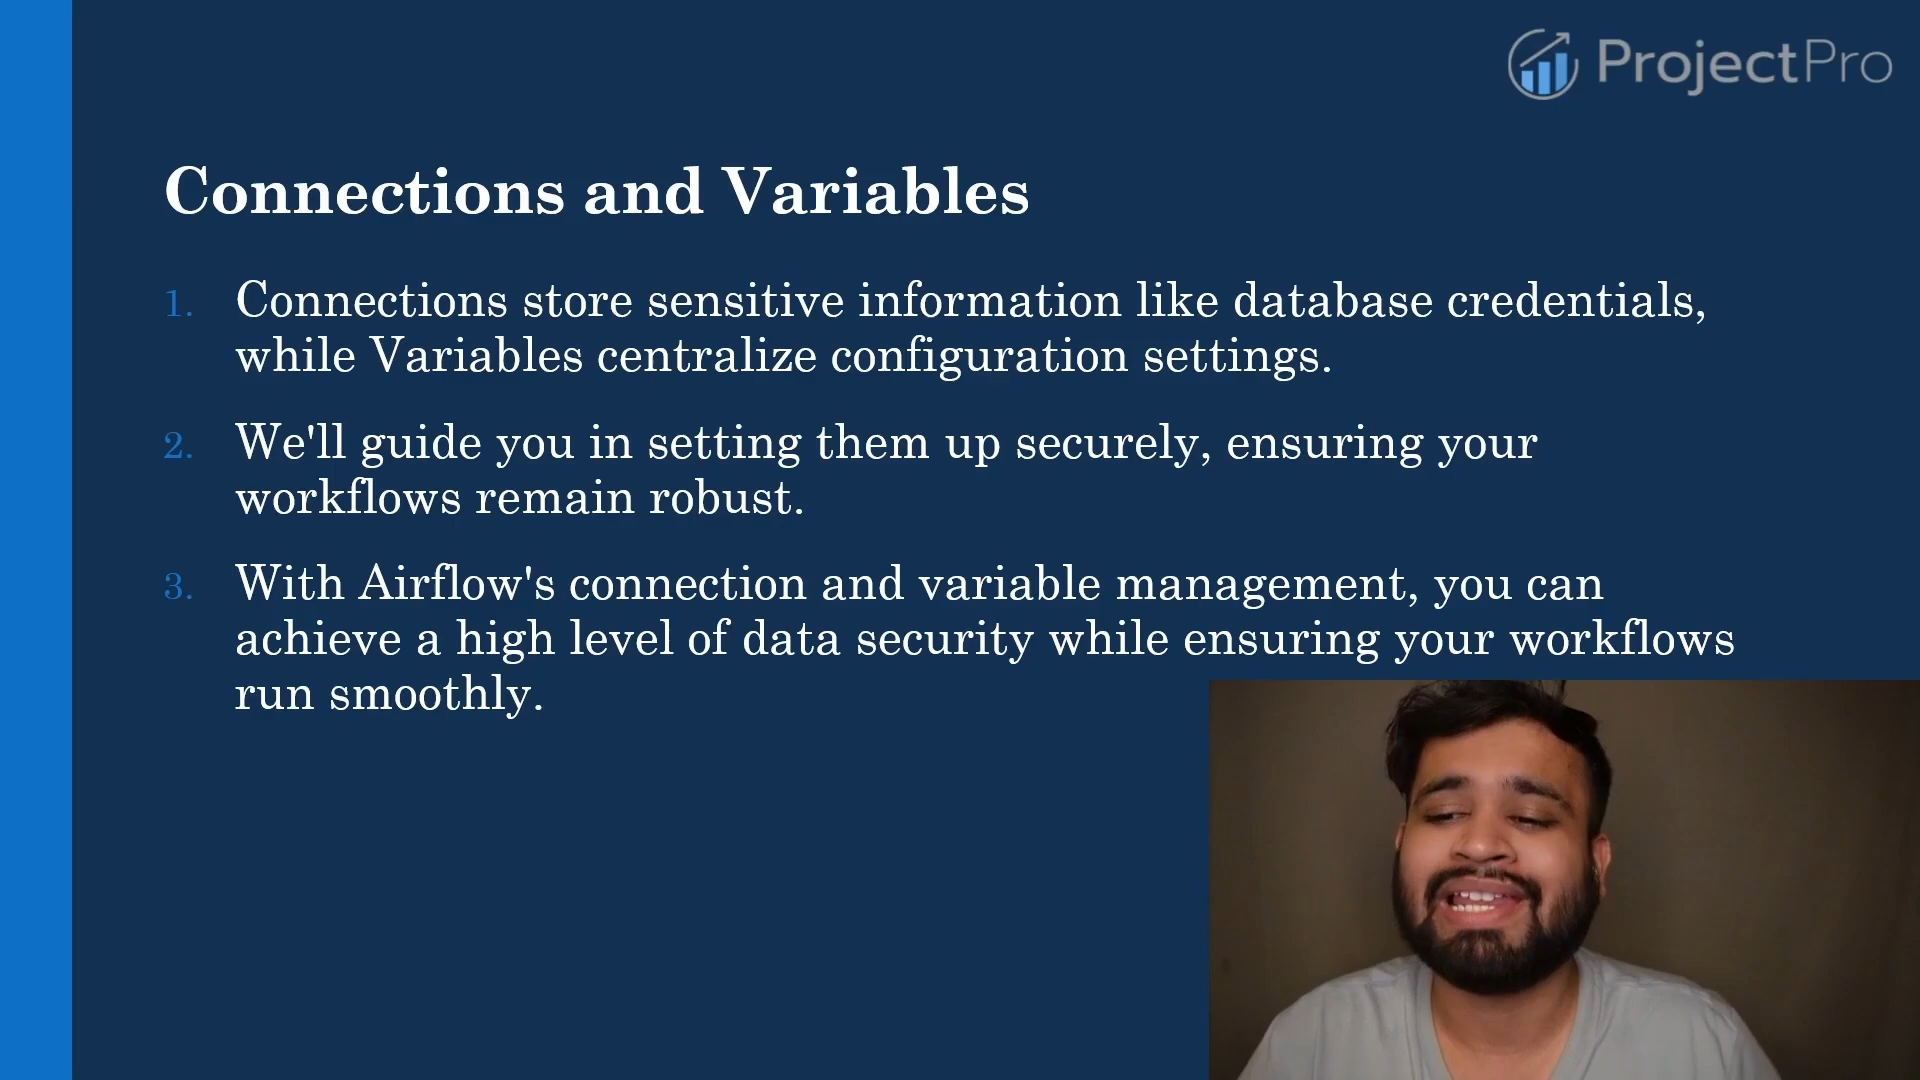 ProjectPro
Connections and Variables
1. Connections store sensitive information like database credentials,
while Variables centralize configuration settings.
2. We'll guide you in setting them up securely, ensuring your
workflows remain robust.
3. With Airflow's connection and variable management, you can
achieve a high level of data security while ensuring your workflows
run smoothly.